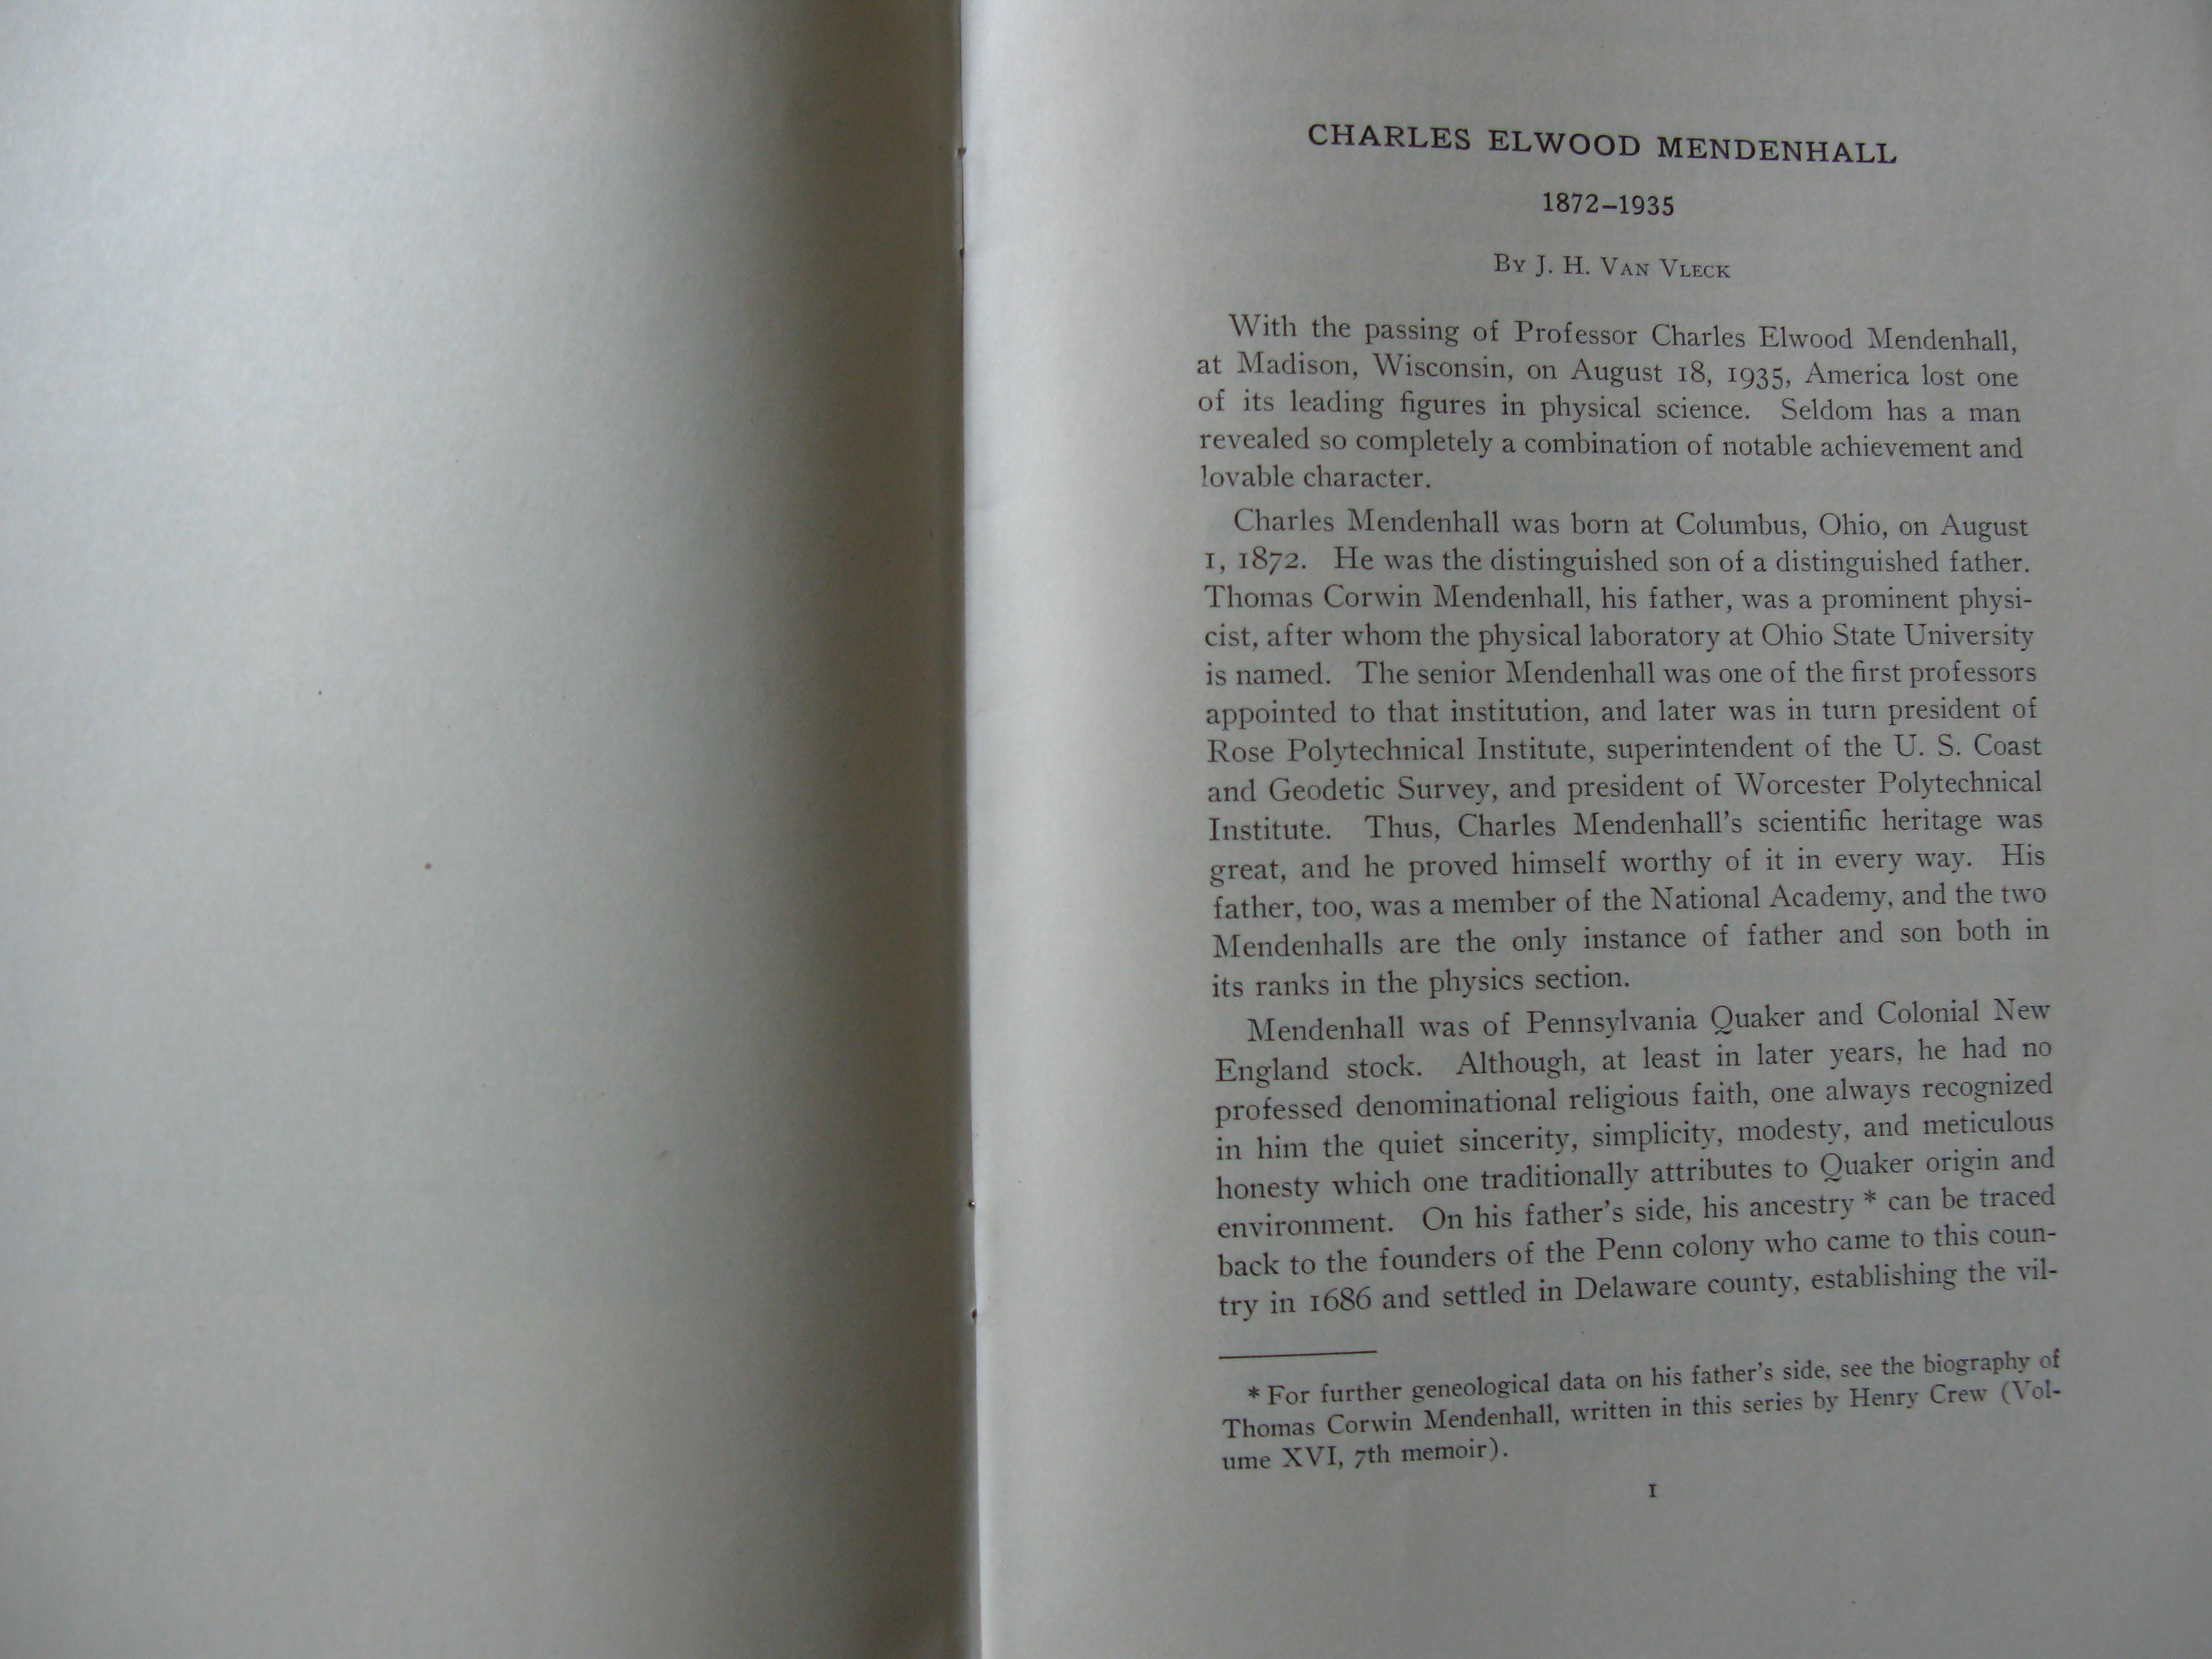 CHARLES ELWOOD MENDENHALL
1872–1935
By J. H. Van Vleck
With the passing of Professor Charles Elwood Mendenhall,
at Madison, Wisconsin, on August 18, 1935, America lost one
of its leading figures in physical science. Seldom has a man
revealed so completely a combination of notable achievement and
lovable character.
Charles Mendenhall was born at Columbus, Ohio, on August
1, 1872. He was the distinguished son of a distinguished father.
Thomas Corwin Mendenhall, his father, was a prominent physi-
cist, after whom the physical laboratory at Ohio State University
is named. The senior Mendenhall was one of the first professors
appointed to that institution, and later was in turn president of
Rose Polytechnical Institute, superintendent of the U. S. Coast
and Geodetic Survey, and president of Worcester Polytechnical
Institute. Thus, Charles Mendenhall's scientific heritage was
great, and he proved himself worthy of it in every way. His
father, too, was a member of the National Academy, and the two
Mendenhalls are the only instance of father and son both in
its ranks in the physics section.
Mendenhall was of Pennsylvania Quaker and Colonial New
England stock. Although, at least in later years, he had no
professed denominational religious faith, one always recognized
in him the quiet sincerity, simplicity, modesty, and meticulous
honesty which one traditionally attributes to Quaker origin and
environment. On his father's side, his ancestry * can be traced
back to the founders of the Penn colony who came to this coun-
try in 1686 and settled in Delaware county, establishing the vil-
* For further geneological data on his father's side, see the biography of
Thomas Corwin Mendenhall, written in this series by Henry Crew (Vol-
ume XVI, 7th memoir).
1